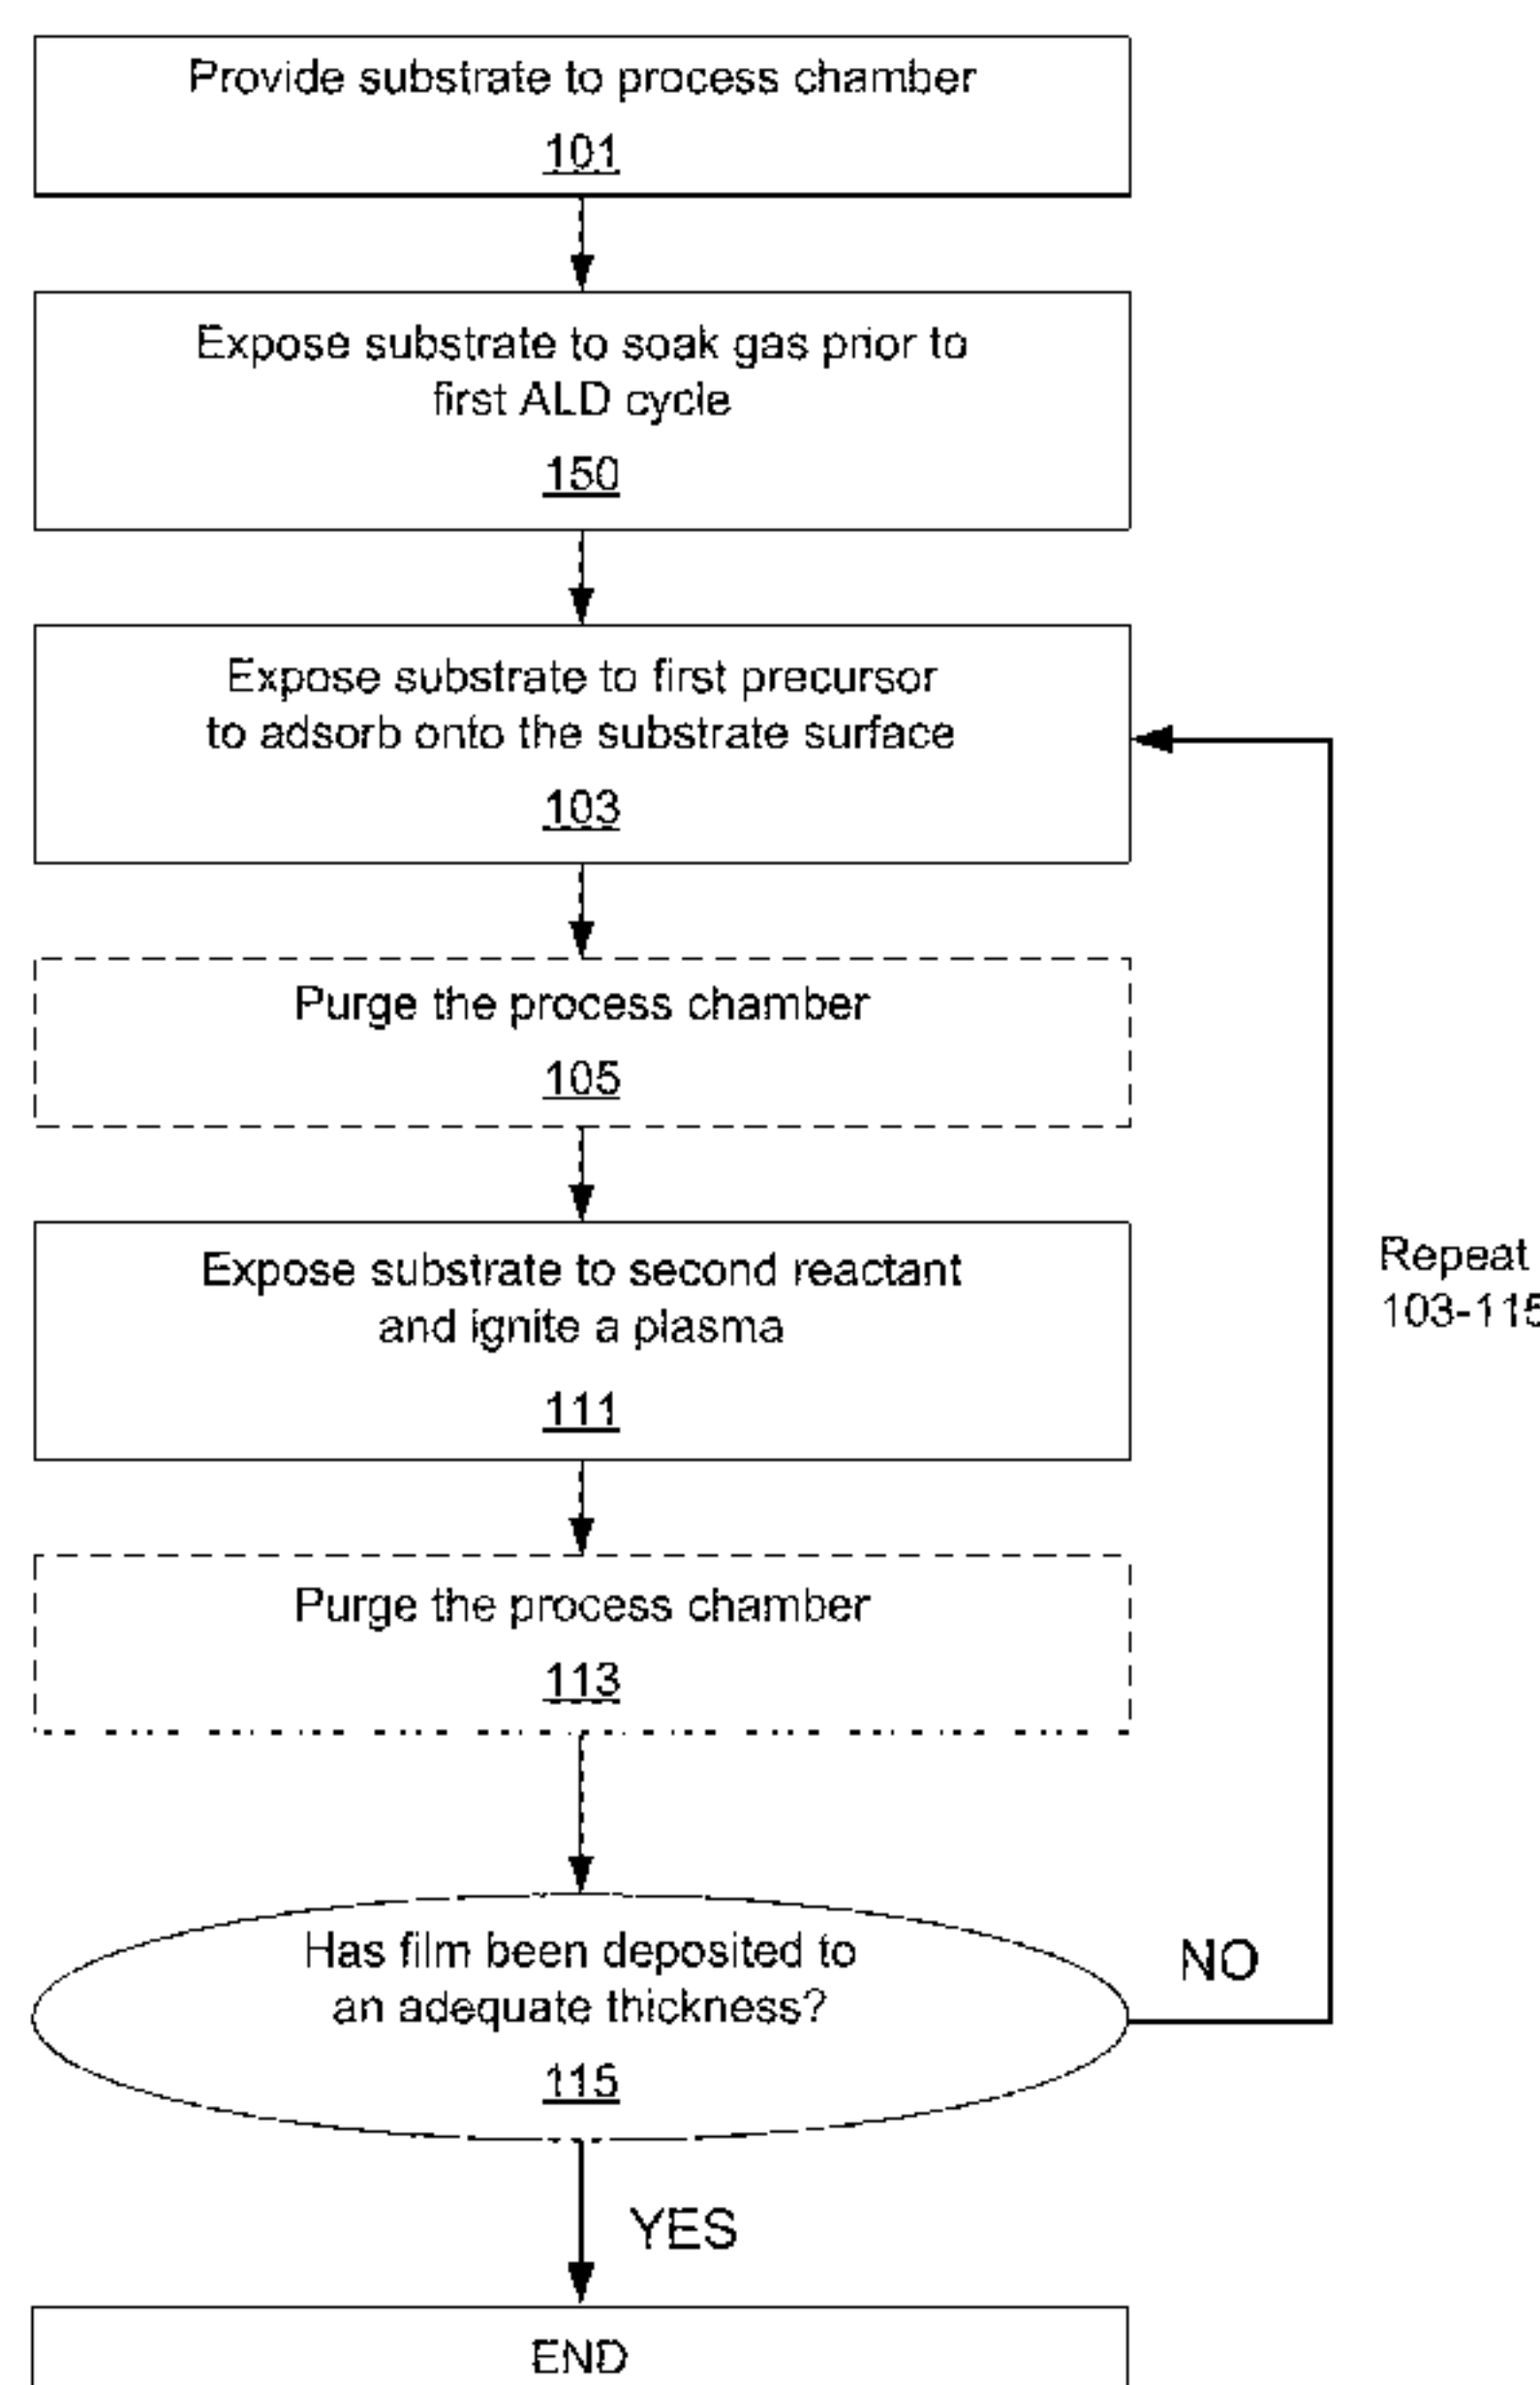 Provide substrate to process chamber
101
Expose substrate to soak gas prior to
first ALD cycle
150
Expose substrate to first precursor
to adsorb onto the substrate surface
103
Purge the process chamber
105
Expose substrate to second reactant
and ignite a plasma
111
Repeat
103-115
Purge the process chamber
113
Has film been deposited to
an adequate thickness?
115
NO
YES
END